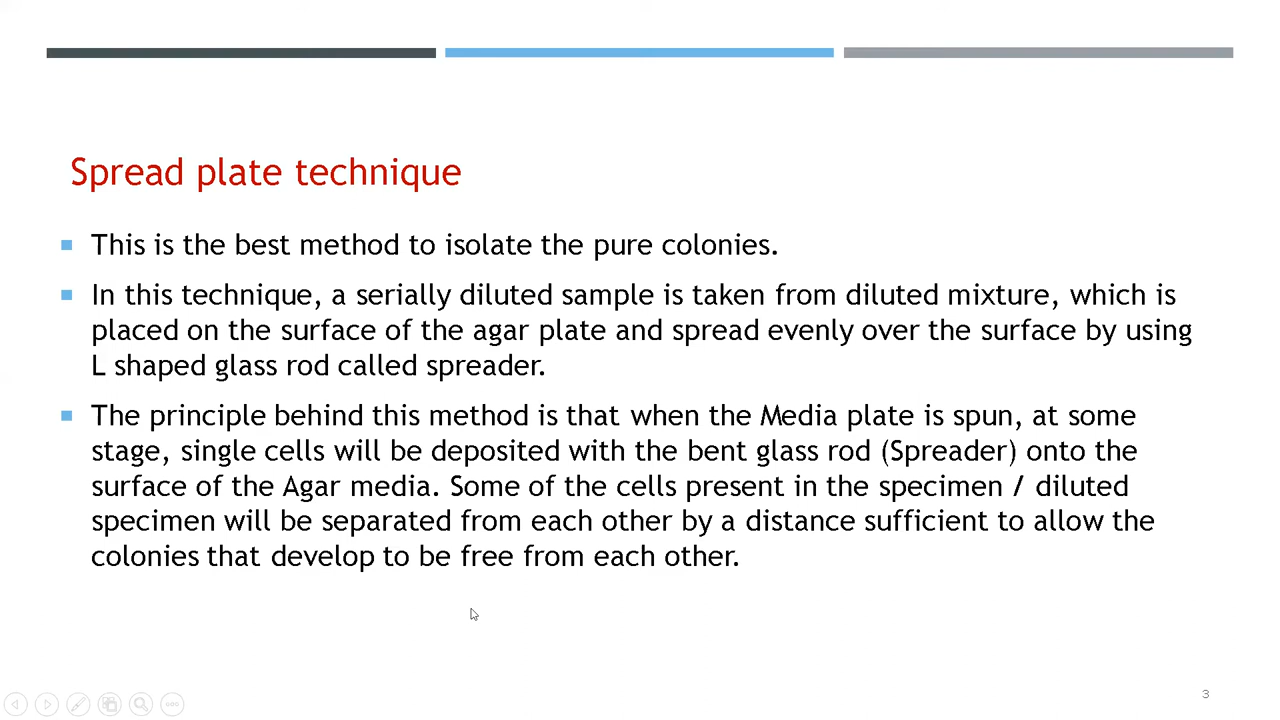 Spread plate technique
This is the best method to isolate the pure colonies.
In this technique, a serially diluted sample is taken from diluted mixture, which is
placed on the surface of the agar plate and spread evenly over the surface by using
L shaped glass rod called spreader.
The principle behind this method is that when the Media plate is spun, at some
stage, single cells will be deposited with the bent glass rod (Spreader) onto the
surface of the Agar media. Some of the cells present in the specimen / diluted
specimen will be separated from each other by a distance sufficient to allow the
colonies that develop to be free from each other.
3